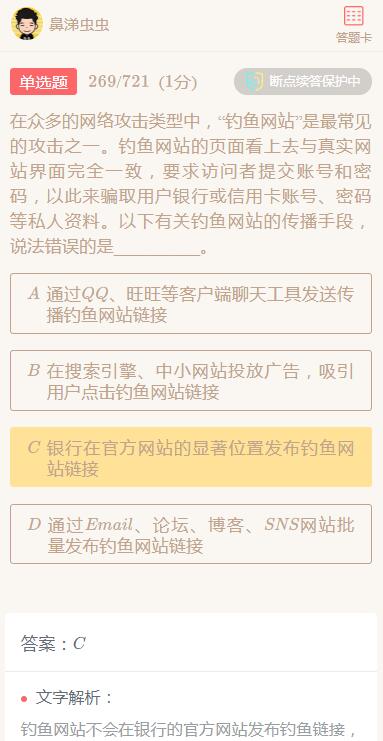 鼻涕虫虫
答题卡
单选题 269/721 (1分)
断点续答保护中
在众多的网络攻击类型中，“钓鱼网站”是最常见
的攻击之一。钓鱼网站的页面看上去与真实网
站界面完全一致，要求访问者提交账号和密
码，以此来骗取用户银行或信用卡账号、密码
等私人资料。以下有关钓鱼网站的传播手段，
说法错误的是__________。
A 通过QQ、旺旺等客户端聊天工具发送传
播钓鱼网站链接
B 在搜索引擎、中小网站投放广告，吸引
用户点击钓鱼网站链接
C 银行在官方网站的显著位置发布钓鱼网
站链接
D 通过Email、论坛、博客、SNS网站批
量发布钓鱼网站链接
答案：C
文字解析：
钓鱼网站不会在银行的官方网站发布钓鱼链接，